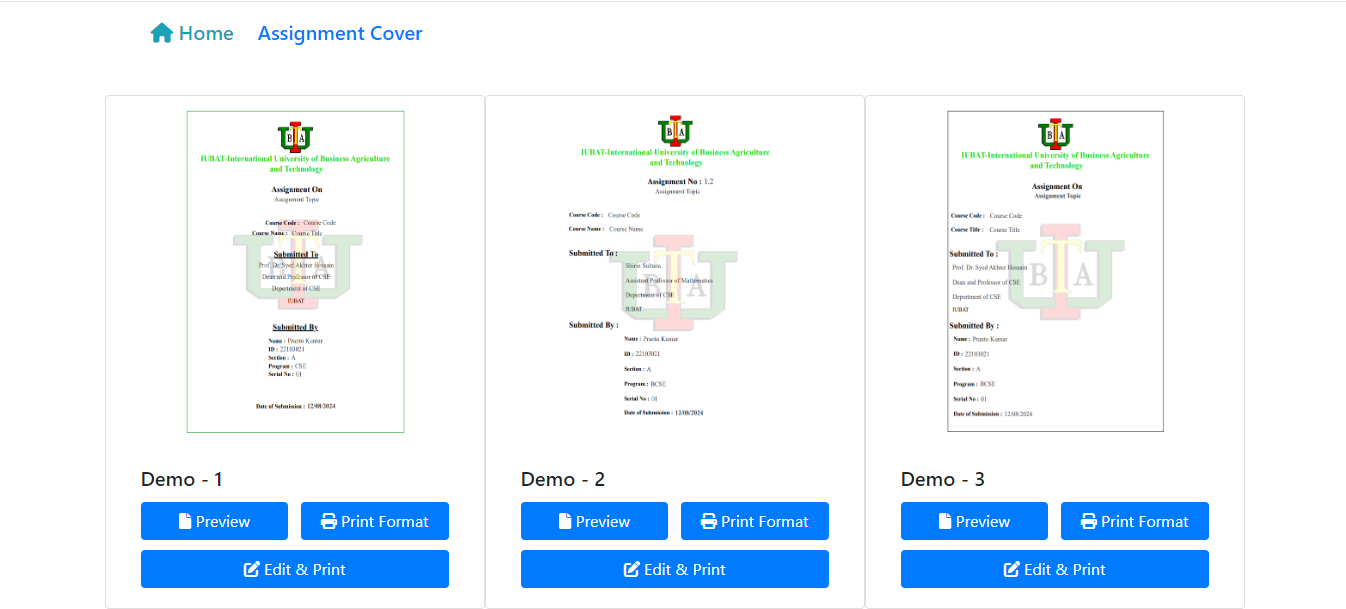 Home Assignment Cover
B A
IUBAT-International University of Business Agriculture
and Technology
Assignment On
Assignment Topic
Course Code : Course Code
Course Name : Course Title
Submitted To
Prof. Dr. Syed Akhter Hossain
Dean and Professor of CSE
Depertment of CSE
IUBAT
B A
Submitted By
Name : Pranto Kumar
ID : 22103021
Section : A
Program : CSE
Serial No : 01
Date of Submission : 12/08/2024
Demo - 1
Preview
Print Format
Edit & Print
B A
IUBAT-International University of Business Agriculture
and Technology
Assignment No : 1.2
Assignment Topic
Course Code : Course Code
Course Name : Course Name
Submitted To :
Shirin Sultana
Assistant Professor of Mathematics
Depertment of CSE
IUBAT
B A
Submitted By :
Name : Pranto Kumar
ID : 22103021
Section : A
Program : BCSE
Serial No : 01
Date of Submission : 12/08/2024
Demo - 2
Preview
Print Format
Edit & Print
B A
IUBAT-International University of Business Agriculture
and Technology
Assignment On
Assignment Topic
Course Code : Course Code
Course Title : Course Title
Submitted To :
Prof. Dr. Syed Akhter Hossain
Dean and Professor of CSE
Depertment of CSE
IUBAT
B A
Submitted By :
Name : Pranto Kumar
ID : 22103021
Section : A
Program : BCSE
Serial No : 01
Date of Submission : 12/08/2024
Demo - 3
Preview
Print Format
Edit & Print